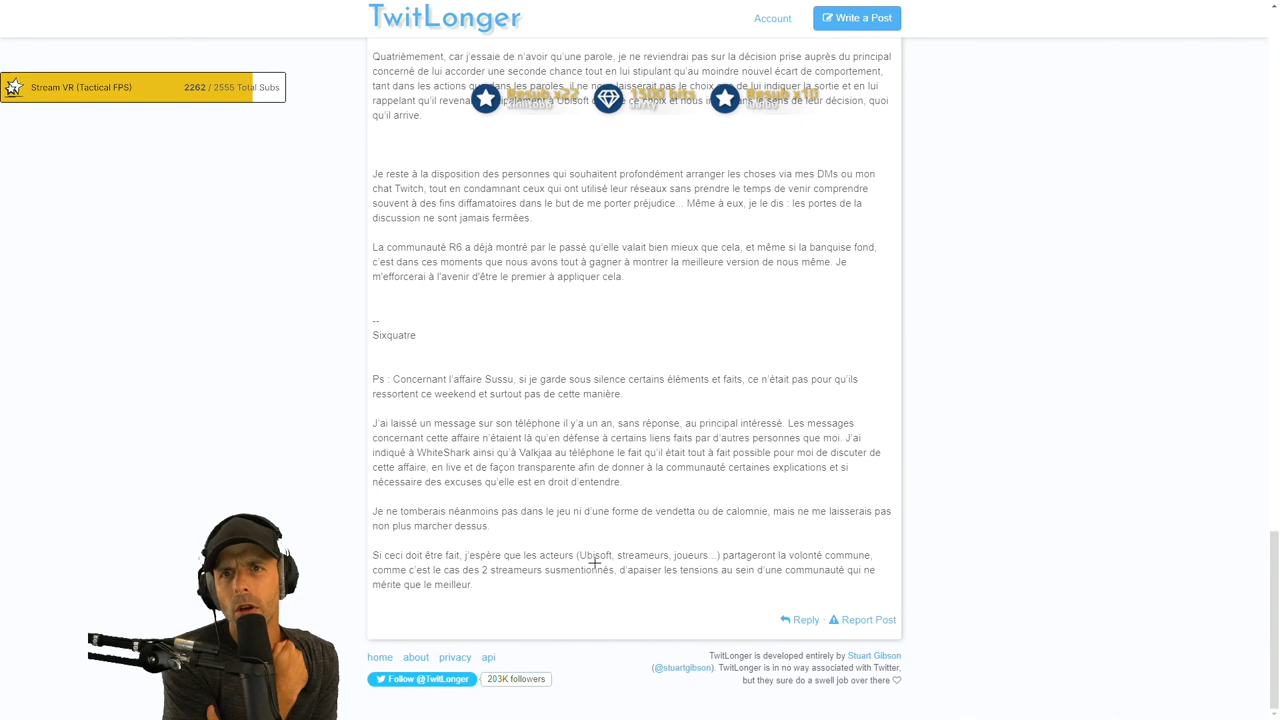 TwitLonger
Account
Write a Post
Quatrièmement, car j'essaie de n'avoir qu'une parole, je ne reviendrai pas sur la décision prise auprès du principal
concerné de lui accorder une seconde chance tout en lui stipulant qu'au moindre nouvel écart de comportement,
Stream VR (Tactical FPS) 2262 / 2555 Total Subs
tant dans les actions que dans les paroles, il ne nous laisserait pas le choix que de lui indiquer la sortie et en lui
Resub x22
1500 bits
Resub x10
rappelant qu'il revenait également à Ubisoft de ce choix et nous dans le sens de leur décision, quoi
qu'il arrive.
Je reste à la disposition des personnes qui souhaitent profondément arranger les choses via mes DMs ou mon
chat Twitch, tout en condamnant ceux qui ont utilisé leur réseaux sans prendre le temps de venir comprendre
souvent à des fins diffamatoires dans le but de me porter préjudice... Même à eux, je le dis : les portes de la
discussion ne sont jamais fermées.
La communauté R6 a déjà montré par le passé qu'elle valait bien mieux que cela, et même si la banquise fond,
c'est dans ces moments que nous avons tout à gagner à montrer la meilleure version de nous même. Je
m'efforcerai à l'avenir d'être le premier à appliquer cela.
--
Sixquatre
Ps : Concernant l'affaire Sussu, si je garde sous silence certains éléments et faits, ce n'était pas pour qu'ils
ressortent ce weekend et surtout pas de cette manière.
J'ai laissé un message sur son téléphone il y'a un an, sans réponse, au principal intéressé. Les messages
concernant cette affaire n'étaient là qu'en défense à certains liens faits par d'autres personnes que moi. J'ai
indiqué à WhiteShark ainsi qu'à Valkjaa au téléphone le fait qu'il était tout à fait possible pour moi de discuter de
cette affaire, en live et de façon transparente afin de donner à la communauté certaines explications et si
nécessaire des excuses qu'elle est en droit d'entendre.
Je ne tomberais néanmoins pas dans le jeu ni d'une forme de vendetta ou de calomnie, mais ne me laisserais pas
non plus marcher dessus.
Si ceci doit être fait, j'espère que les acteurs (Ubisoft, streameurs, joueurs...) partageront la volonté commune,
comme c'est le cas des 2 streameurs susmentionnés, d'apaiser les tensions au sein d'une communauté qui ne
mérite que le meilleur.
Reply · Report Post
home about privacy api
Follow @TwitLonger 203K followers
TwitLonger is developed entirely by Stuart Gibson
(@stuartgibson). TwitLonger is in no way associated with Twitter,
but they sure do a swell job over there